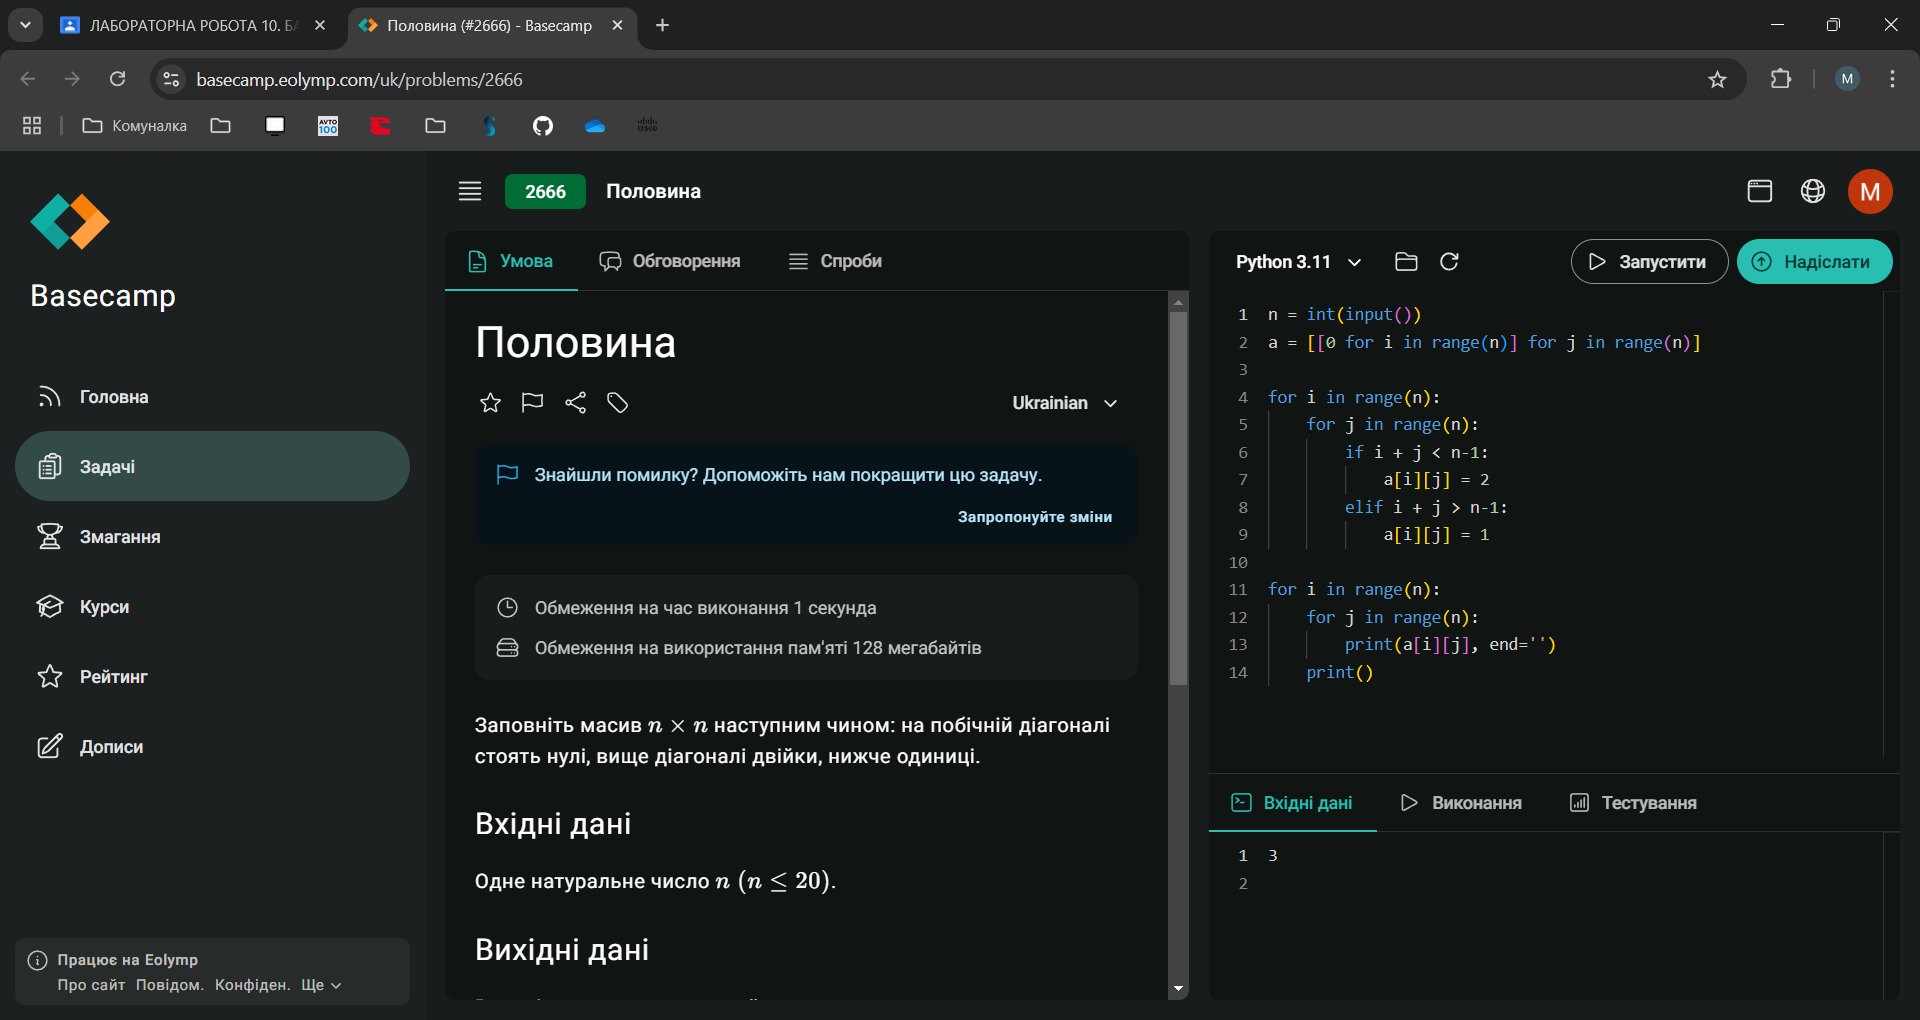 ЛАБОРАТОРНА РОБОТА 10. БА
Половина (#2666) - Basecamp
basecamp.eolymp.com/uk/problems/2666
M
Комуналка
AVTO
100
cisco
2666
Половина
M
Basecamp
Головна
Задачі
Змагання
Курси
Рейтинг
Дописи
Працює на Eolymp
Про сайт Повідом. Конфіден. Ще
Умова
Обговорення
Спроби
Половина
Ukrainian
Знайшли помилку? Допоможіть нам покращити цю задачу.
Запропонуйте зміни
Обмеження на час виконання 1 секунда
Обмеження на використання пам'яті 128 мегабайтів
Заповніть масив n × n наступним чином: на побічній діагоналі
стоять нулі, вище діагоналі двійки, нижче одиниці.
Вхідні дані
Одне натуральне число n (n ≤ 20).
Вихідні дані
Python 3.11
Запустити
Надіслати
1 n = int(input())
2 a = [[0 for i in range(n)] for j in range(n)]
3
4 for i in range(n):
5     for j in range(n):
6         if i + j < n-1:
7             a[i][j] = 2
8         elif i + j > n-1:
9             a[i][j] = 1
10
11 for i in range(n):
12     for j in range(n):
13         print(a[i][j], end='')
14     print()
Вхідні дані
Виконання
Тестування
1 3
2